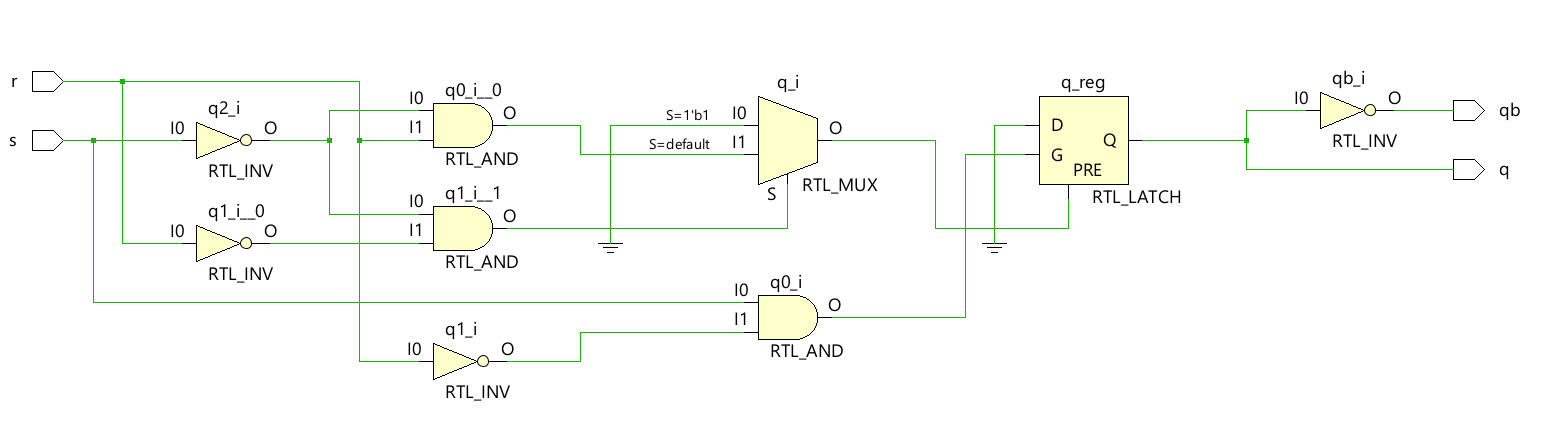 r
s
q2_i
I0
O
RTL_INV
q1_i__0
I0
O
RTL_INV
q0_i__0
I0
I1
O
RTL_AND
q1_i__1
I0
I1
O
RTL_AND
q1_i
I0
O
RTL_INV
q_i
S=1'b1
I0
S=default
I1
O
S
RTL_MUX
q0_i
I0
I1
O
RTL_AND
q_reg
D
G
Q
PRE
RTL_LATCH
qb_i
I0
O
RTL_INV
qb
q